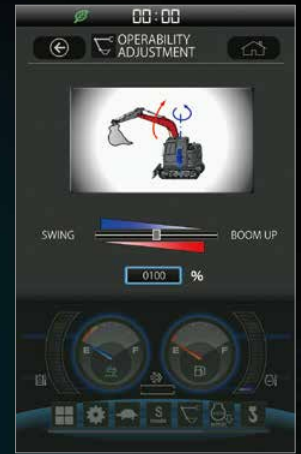 00:00
OPERABILITY
ADJUSTMENT
SWING BOOM UP
0100 %
E F E F
S